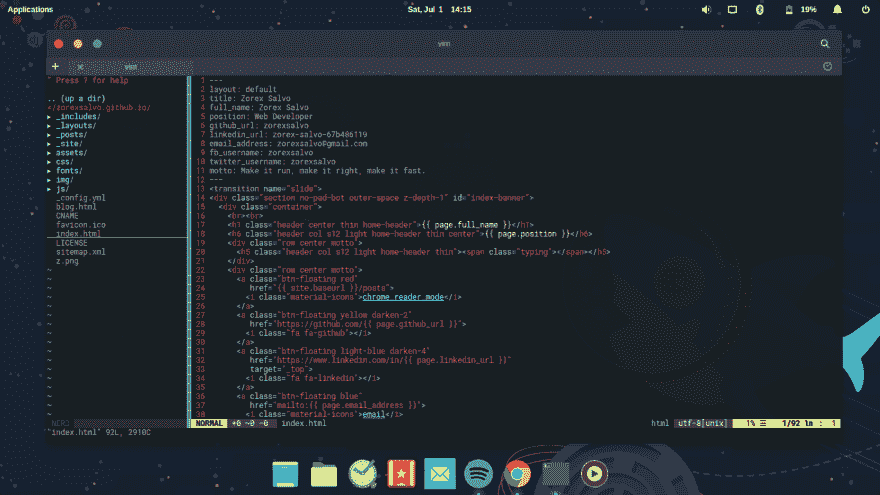 Applications
Sat, Jul 1 14:15
19%
vim
vim
" Press ? for help
.. (up a dir)
</zorexsalvo.github.io/
▸ _includes/
▸ _layouts/
▸ _posts/
▸ _site/
▸ assets/
▸ css/
▸ fonts/
▸ img/
▸ js/
_config.yml
blog.html
CNAME
favicon.ico
index.html
LICENSE
sitemap.xml
z.png
1 ---
2 layout: default
3 title: Zorex Salvo
4 full_name: Zorex Salvo
5 position: Web Developer
6 github_url: zorexsalvo
7 linkedin_url: zorex-salvo-67b486119
8 email_address: zorexsalvo@gmail.com
9 fb_username: zorexsalvo
10 twitter_username: zorexsalvo
11 motto: Make it run, make it right, make it fast.
12 ---
13 <transition name="slide">
14 <div class="section no-pad-bot outer-space z-depth-1" id="index-banner">
15 <div class="container">
16 <br><br>
17 <h1 class="header center thin home-header">{{ page.full_name }}</h1>
18 <h6 class="header col s12 light home-header thin center">{{ page.position }}</h6>
19 <div class="row center motto">
20 <h5 class="header col s12 light home-header thin"><span class="typing"></span></h5>
21 </div>
22 <div class="row center motto">
23 <a class="btn-floating red"
24 href="{{ site.baseurl }}/posts">
25 <i class="material-icons">chrome_reader_mode</i>
26 </a>
27 <a class="btn-floating yellow darken-2"
28 href="https://github.com/{{ page.github_url }}">
29 <i class="fa fa-github"></i>
30 </a>
31 <a class="btn-floating light-blue darken-4"
32 href="https://www.linkedin.com/in/{{ page.linkedin_url }}"
33 target="_top">
34 <i class="fa fa-linkedin"></i>
35 </a>
36 <a class="btn-floating blue"
37 href="mailto:{{ page.email_address }}">
38 <i class="material-icons">email</i>
NERD
NORMAL +0 ~0 -0 index.html html utf-8[unix] 1% ☰ 1/92 ln : 1
"index.html" 92L, 2910C